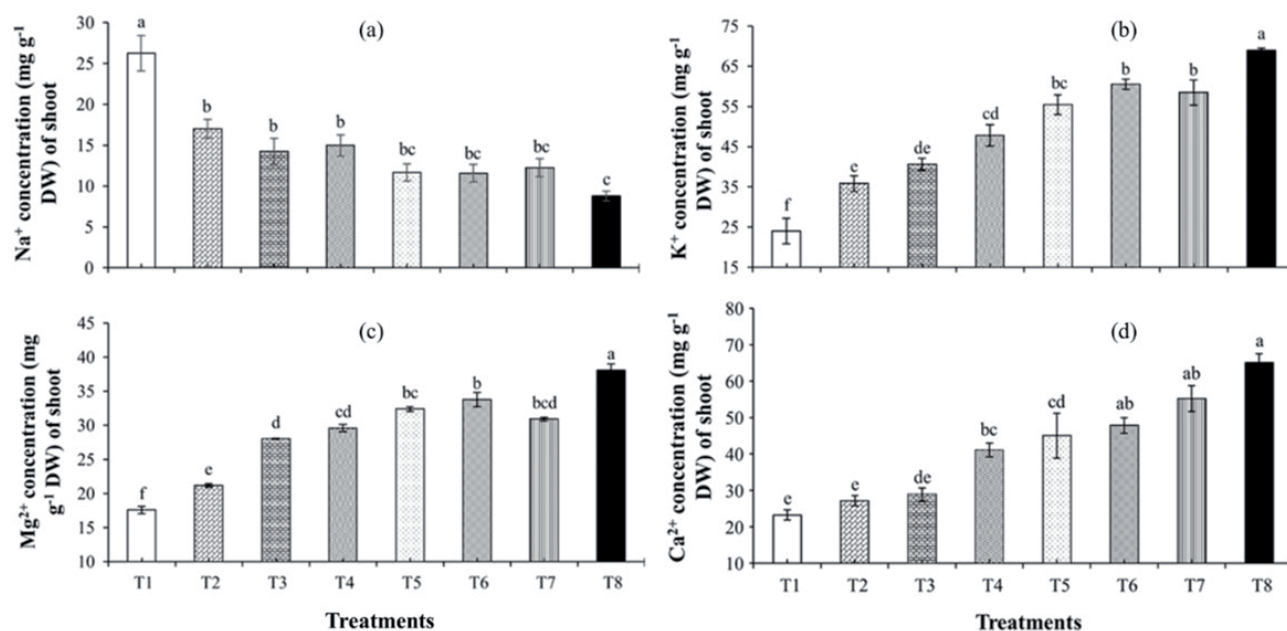 (a)
Na⁺ concentration (mg g⁻¹
DW) of shoot
30
25
20
15
10
5
0
a
b
b
b
bc
bc
bc
c
(b)
K⁺ concentration (mg g⁻¹
DW) of shoot
75
65
55
45
35
25
15
f
e
de
cd
bc
b
b
a
(c)
Mg²⁺ concentration (mg
g⁻¹ DW) of shoot
45
40
35
30
25
20
15
10
f
e
d
cd
bc
b
bcd
a
T1 T2 T3 T4 T5 T6 T7 T8
Treatments
(d)
Ca²⁺ concentration (mg g⁻¹
DW) of shoot
80
70
60
50
40
30
20
10
e
e
de
bc
cd
ab
ab
a
T1 T2 T3 T4 T5 T6 T7 T8
Treatments